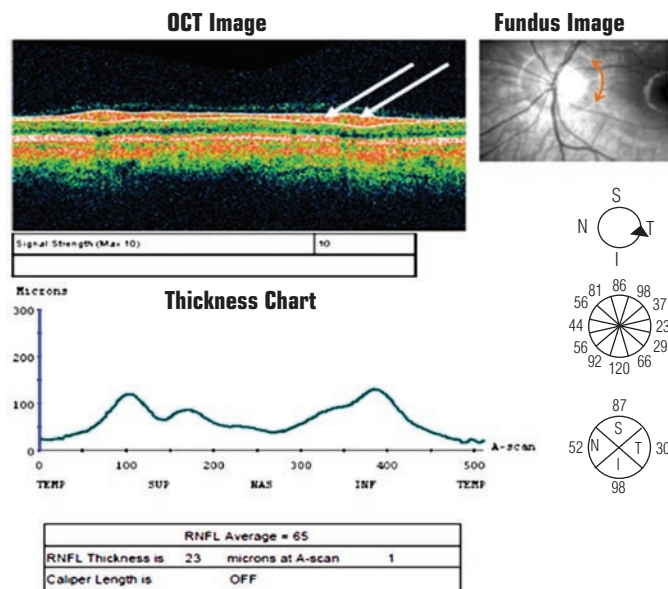 OCT Image
Fundus Image
Signal Strength (Max 10) 10
Microns
Thickness Chart
300
200
100
0
0 100 200 300 400 500
A-scan
TEMP SUP NAS INF TEMP
RNFL Average = 65
RNFL Thickness is 23 microns at A-scan 1
Caliper Length is OFF
S
N T
I
86
81 98
56 37
44 23
56 29
92 66
120
87
S
52 N T 30
I
98